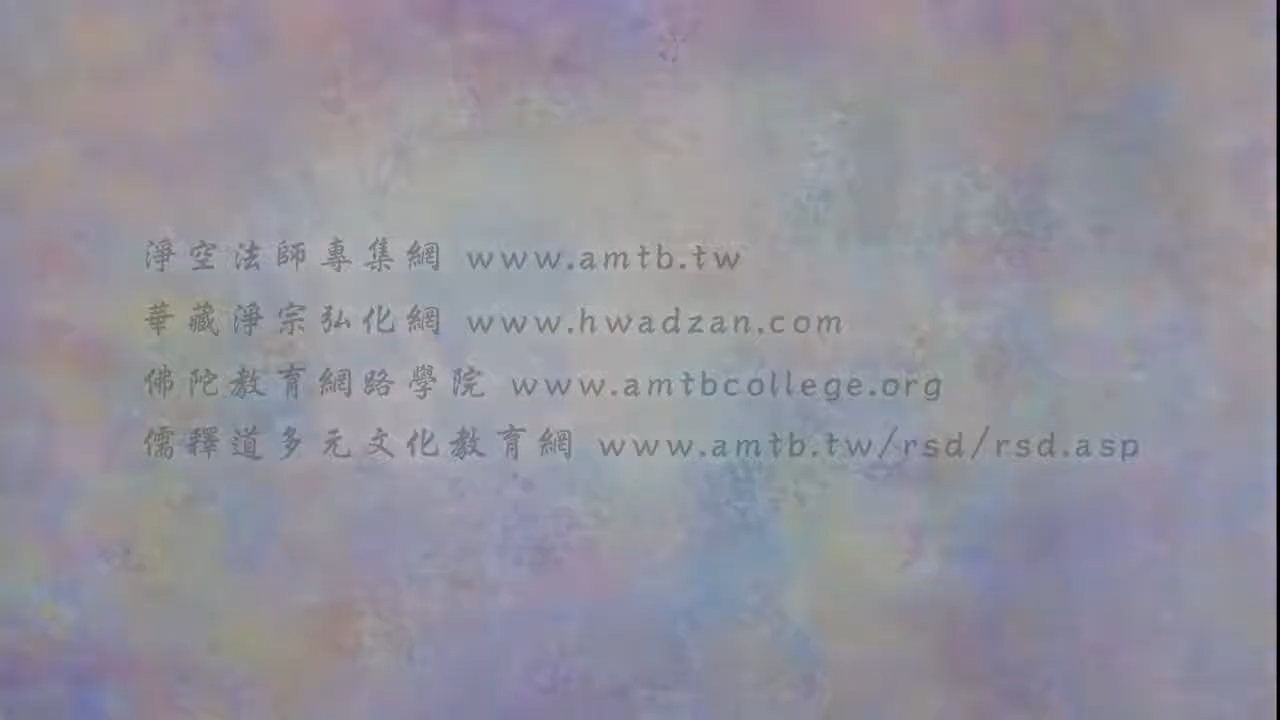 淨空法師專集網 www.amtb.tw
華藏淨宗弘化網 www.hwadzan.com
佛陀教育網路學院 www.amtbcollege.org
儒釋道多元文化教育網 www.amtb.tw/rsd/rsd.asp